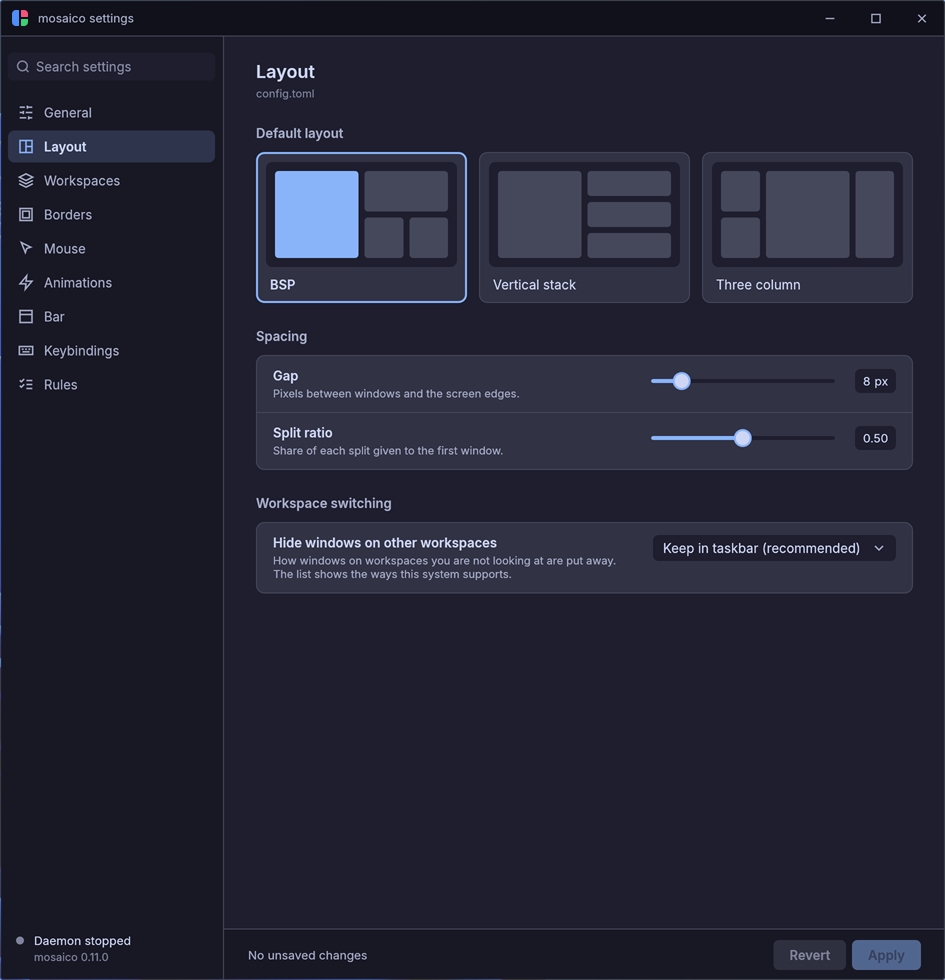 mosaico settings
Search settings
General
Layout
Workspaces
Borders
Mouse
Animations
Bar
Keybindings
Rules
Daemon stopped
mosaico 0.11.0
Layout
config.toml
Default layout
BSP
Vertical stack
Three column
Spacing
Gap
Pixels between windows and the screen edges.
8 px
Split ratio
Share of each split given to the first window.
0.50
Workspace switching
Hide windows on other workspaces
How windows on workspaces you are not looking at are put away.
The list shows the ways this system supports.
Keep in taskbar (recommended)
No unsaved changes
Revert
Apply